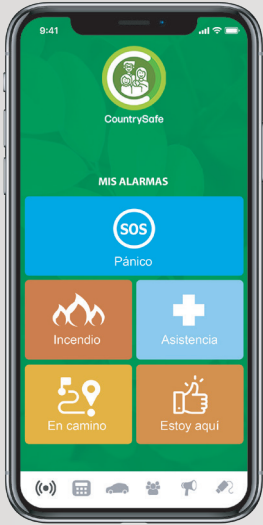 9:41
CountrySafe
MIS ALARMAS
SOS
Pánico
Incendio
Asistencia
En camino
Estoy aquí